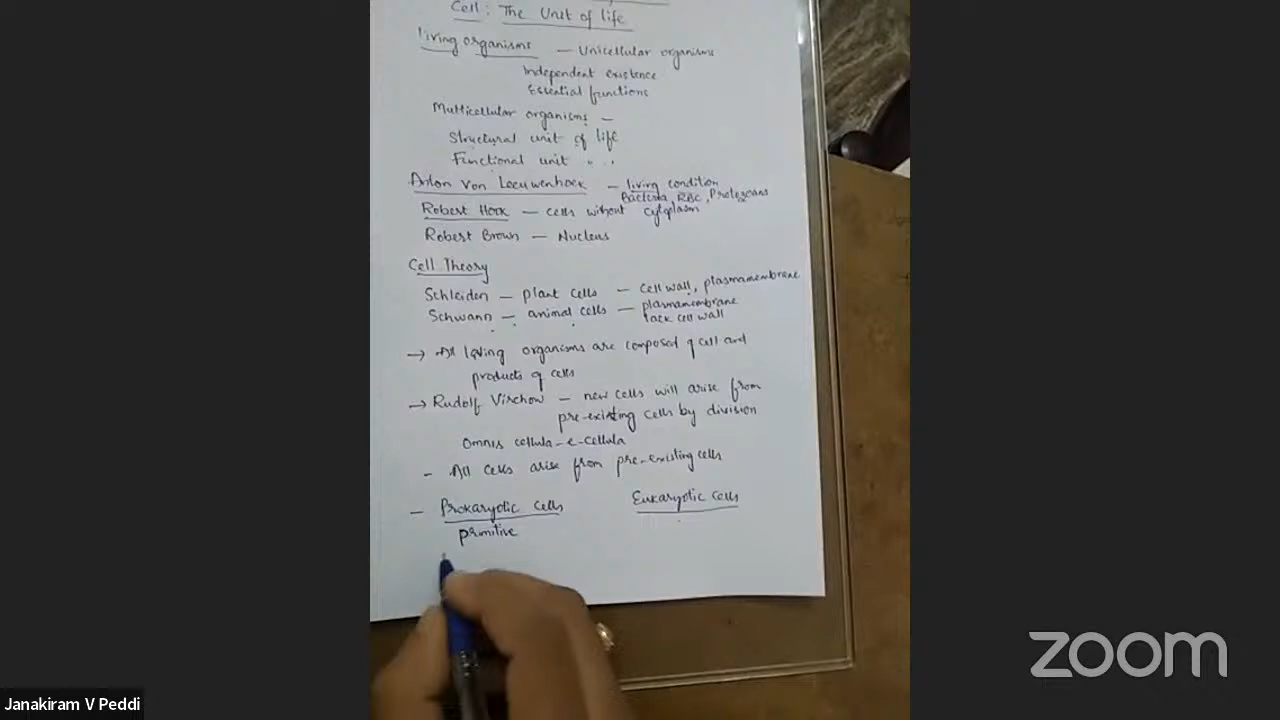 Cell : The Unit of life
Living organisms — Unicellular organisms
Independent existence
Essential functions
Multicellular organisms —
Structural unit of life
Functional unit " "
Anton Von Leeuwenhoek — living condition
Bacteria, RBC, Protozoans
Robert Hook — cells without cytoplasm
Robert Brown — Nucleus
Cell Theory
Schleiden — plant cells — cell wall, plasmamembrane
Schwann — animal cells — plasmamembrane
lack cell wall
→ All living organisms are composed of cell and
products of cells
→ Rudolf Virchow — new cells will arise from
pre-existing cells by division
Omnis cellula-e-cellula
- All cells arise from pre-existing cells
- Prokaryotic cells Eukaryotic cells
primitive
zoom
Janakiram V Peddi